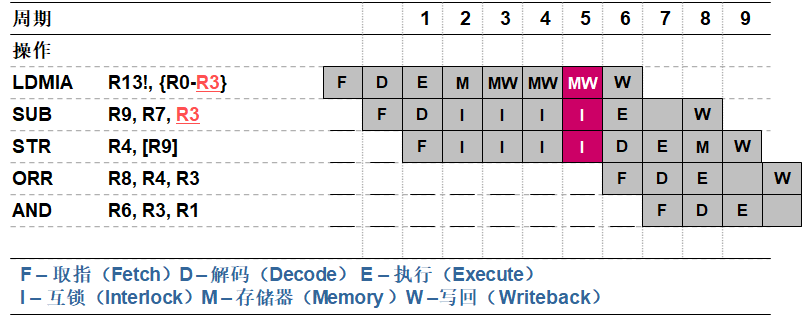 周期 1 2 3 4 5 6 7 8 9
操作
LDMIA R13!, {R0-R3} F D E M MW MW MW W
SUB R9, R7, R3 F D I I I I E W
STR R4, [R9] F I I I I D E M W
ORR R8, R4, R3 F D E W
AND R6, R3, R1 F D E
F – 取指（Fetch）D – 解码（Decode）E – 执行（Execute）
I – 互锁（Interlock）M – 存储器（Memory）W – 写回（Writeback）